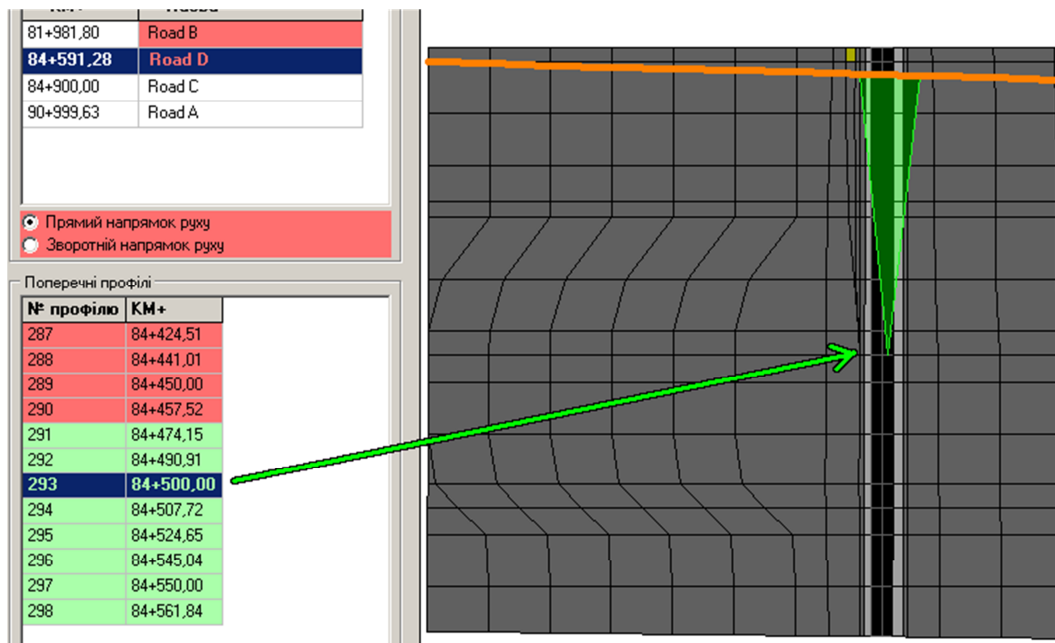 81+981,80 Road B
84+591,28 Road D
84+900,00 Road C
90+999,63 Road A
Прямий напрямок руху
Зворотній напрямок руху
Поперечні профілі
№ профілю КМ+
287 84+424,51
288 84+441,01
289 84+450,00
290 84+457,52
291 84+474,15
292 84+490,91
293 84+500,00
294 84+507,72
295 84+524,65
296 84+545,04
297 84+550,00
298 84+561,84